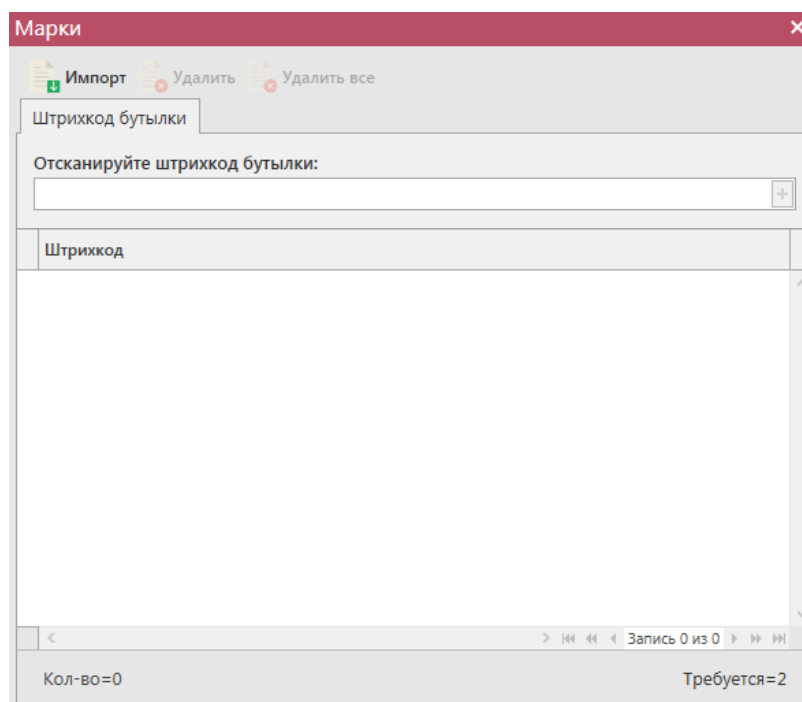 Марки
Импорт Удалить Удалить все
Штрихкод бутылки
Отсканируйте штрихкод бутылки:
Штрихкод
Запись 0 из 0
Кол-во=0 Требуется=2